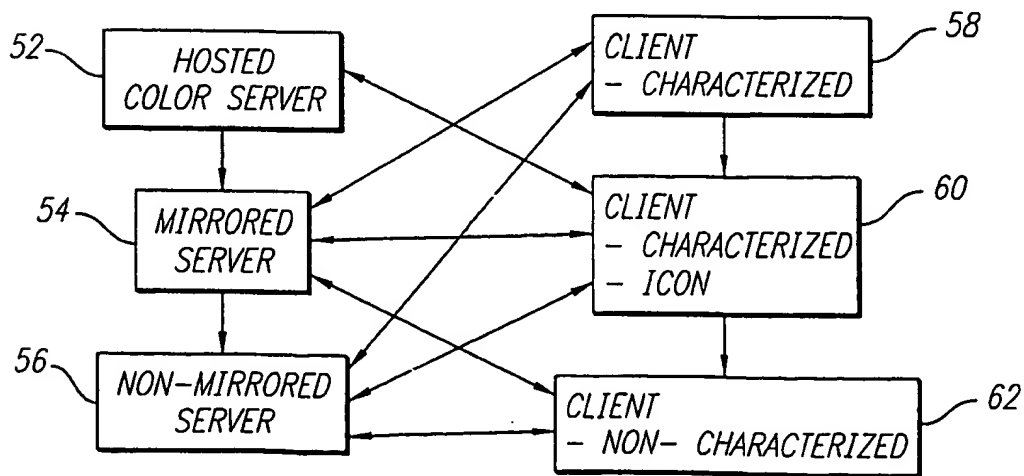 52
HOSTED
COLOR SERVER
54
MIRRORED
SERVER
56
NON-MIRRORED
SERVER
58
CLIENT
- CHARACTERIZED
60
CLIENT
- CHARACTERIZED
- ICON
62
CLIENT
- NON- CHARACTERIZED